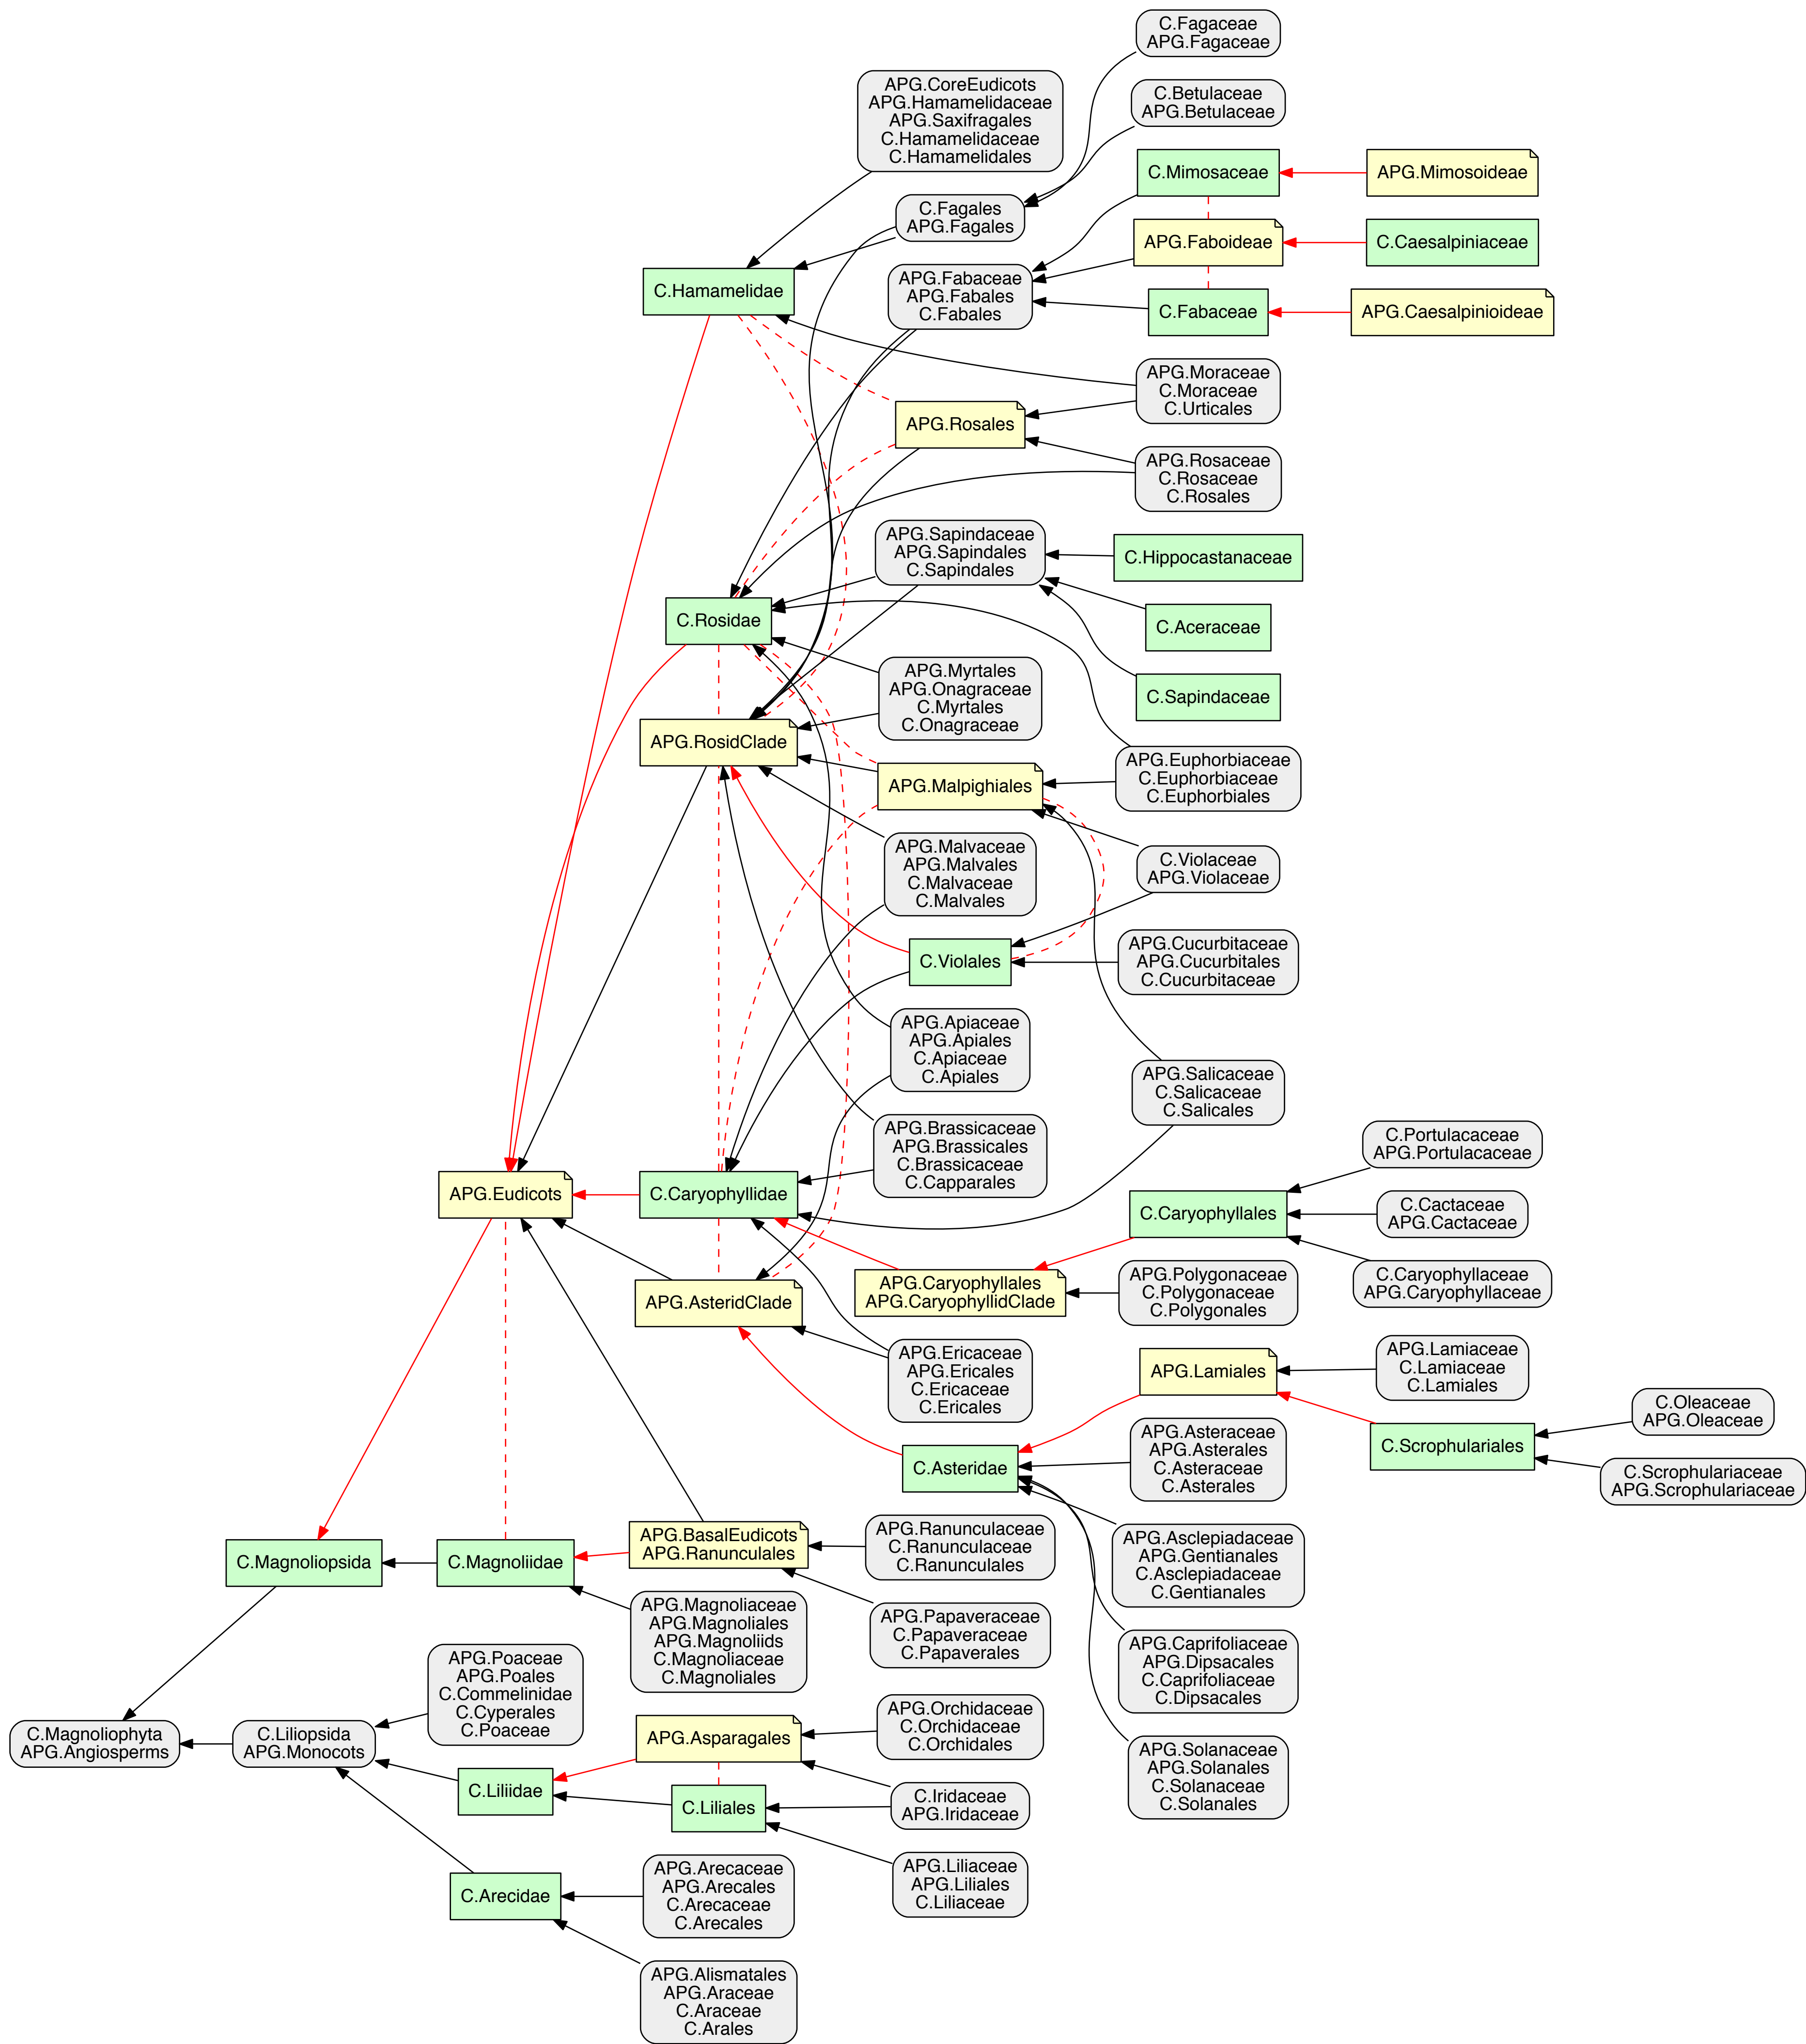 C.Fagaceae
APG.Fagaceae
APG.CoreEudicots
APG.Hamamelidaceae
APG.Saxifragales
C.Hamamelidaceae
C.Hamamelidales
C.Betulaceae
APG.Betulaceae
C.Mimosaceae
APG.Mimosoideae
C.Fagales
APG.Fagales
APG.Faboideae
C.Caesalpiniaceae
C.Hamamelidae
APG.Fabaceae
APG.Fabales
C.Fabales
C.Fabaceae
APG.Caesalpinioideae
APG.Moraceae
C.Moraceae
C.Urticales
APG.Rosales
APG.Rosaceae
C.Rosaceae
C.Rosales
APG.Sapindaceae
APG.Sapindales
C.Sapindales
C.Hippocastanaceae
C.Rosidae
C.Aceraceae
APG.Myrtales
APG.Onagraceae
C.Myrtales
C.Onagraceae
C.Sapindaceae
APG.RosidClade
APG.Malpighiales
APG.Euphorbiaceae
C.Euphorbiaceae
C.Euphorbiales
APG.Malvaceae
APG.Malvales
C.Malvaceae
C.Malvales
C.Violaceae
APG.Violaceae
C.Violales
APG.Cucurbitaceae
APG.Cucurbitales
C.Cucurbitaceae
APG.Apiaceae
APG.Apiales
C.Apiaceae
C.Apiales
APG.Salicaceae
C.Salicaceae
C.Salicales
APG.Brassicaceae
APG.Brassicales
C.Brassicaceae
C.Capparales
C.Portulacaceae
APG.Portulacaceae
APG.Eudicots
C.Caryophyllidae
C.Caryophyllales
C.Cactaceae
APG.Cactaceae
APG.AsteridClade
APG.Caryophyllales
APG.CaryophyllidClade
APG.Polygonaceae
C.Polygonaceae
C.Polygonales
C.Caryophyllaceae
APG.Caryophyllaceae
APG.Ericaceae
APG.Ericales
C.Ericaceae
C.Ericales
APG.Lamiales
APG.Lamiaceae
C.Lamiaceae
C.Lamiales
C.Oleaceae
APG.Oleaceae
C.Asteridae
APG.Asteraceae
APG.Asterales
C.Asteraceae
C.Asterales
C.Scrophulariales
C.Scrophulariaceae
APG.Scrophulariaceae
C.Magnoliopsida
C.Magnoliidae
APG.BasalEudicots
APG.Ranunculales
APG.Ranunculaceae
C.Ranunculaceae
C.Ranunculales
APG.Asclepiadaceae
APG.Gentianales
C.Asclepiadaceae
C.Gentianales
APG.Magnoliaceae
APG.Magnoliales
APG.Magnoliids
C.Magnoliaceae
C.Magnoliales
APG.Papaveraceae
C.Papaveraceae
C.Papaverales
APG.Caprifoliaceae
APG.Dipsacales
C.Caprifoliaceae
C.Dipsacales
APG.Poaceae
APG.Poales
C.Commelinidae
C.Cyperales
C.Poaceae
C.Magnoliophyta
APG.Angiosperms
C.Liliopsida
APG.Monocots
APG.Asparagales
APG.Orchidaceae
C.Orchidaceae
C.Orchidales
C.Liliidae
C.Liliales
C.Iridaceae
APG.Iridaceae
APG.Solanaceae
APG.Solanales
C.Solanaceae
C.Solanales
C.Arecidae
APG.Arecaceae
APG.Arecales
C.Arecaceae
C.Arecales
APG.Liliaceae
APG.Liliales
C.Liliaceae
APG.Alismatales
APG.Araceae
C.Araceae
C.Arales